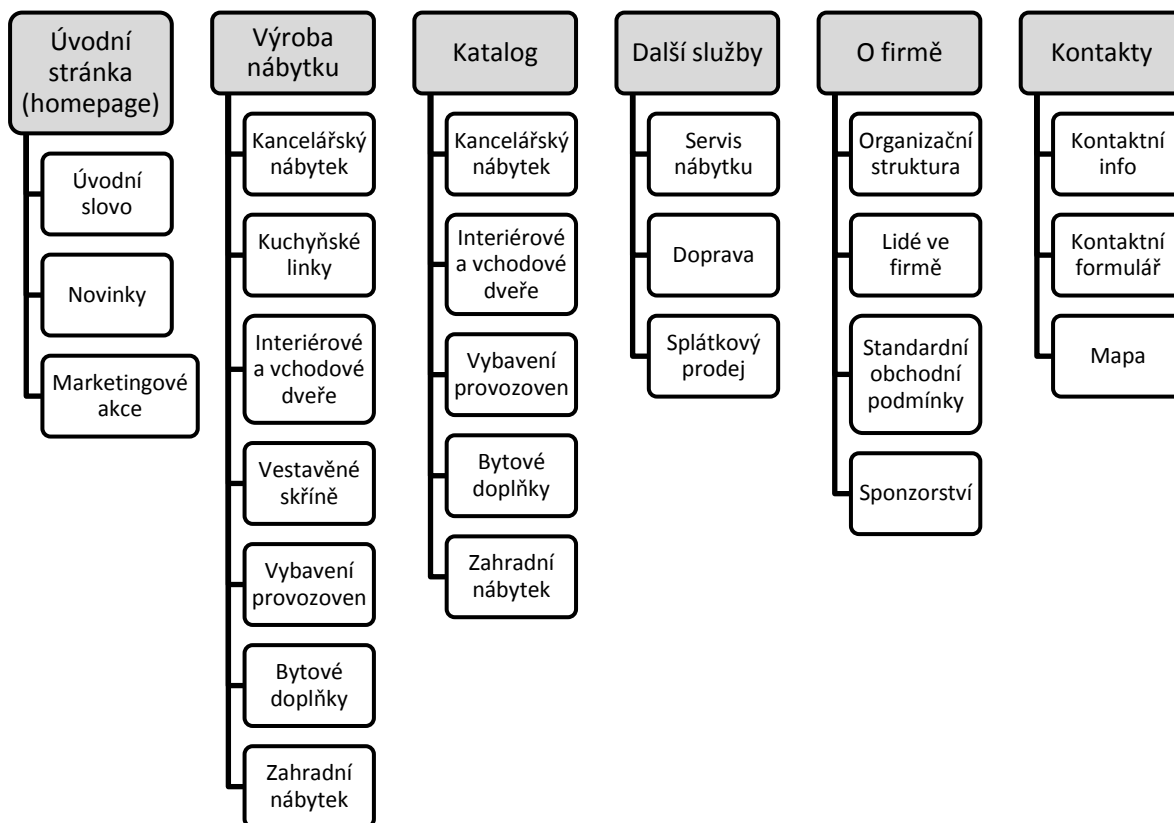 Úvodní
stránka
(homepage)
Úvodní
slovo
Novinky
Marketingové
akce
Výroba
nábytku
Kancelářský
nábytek
Kuchyňské
linky
Interiérové
a vchodové
dveře
Vestavěné
skříně
Vybavení
provozoven
Bytové
doplňky
Zahradní
nábytek
Katalog
Kancelářský
nábytek
Interiérové
a vchodové
dveře
Vybavení
provozoven
Bytové
doplňky
Zahradní
nábytek
Další služby
Servis
nábytku
Doprava
Splátkový
prodej
O firmě
Organizační
struktura
Lidé ve
firmě
Standardní
obchodní
podmínky
Sponzorství
Kontakty
Kontaktní
info
Kontaktní
formulář
Mapa